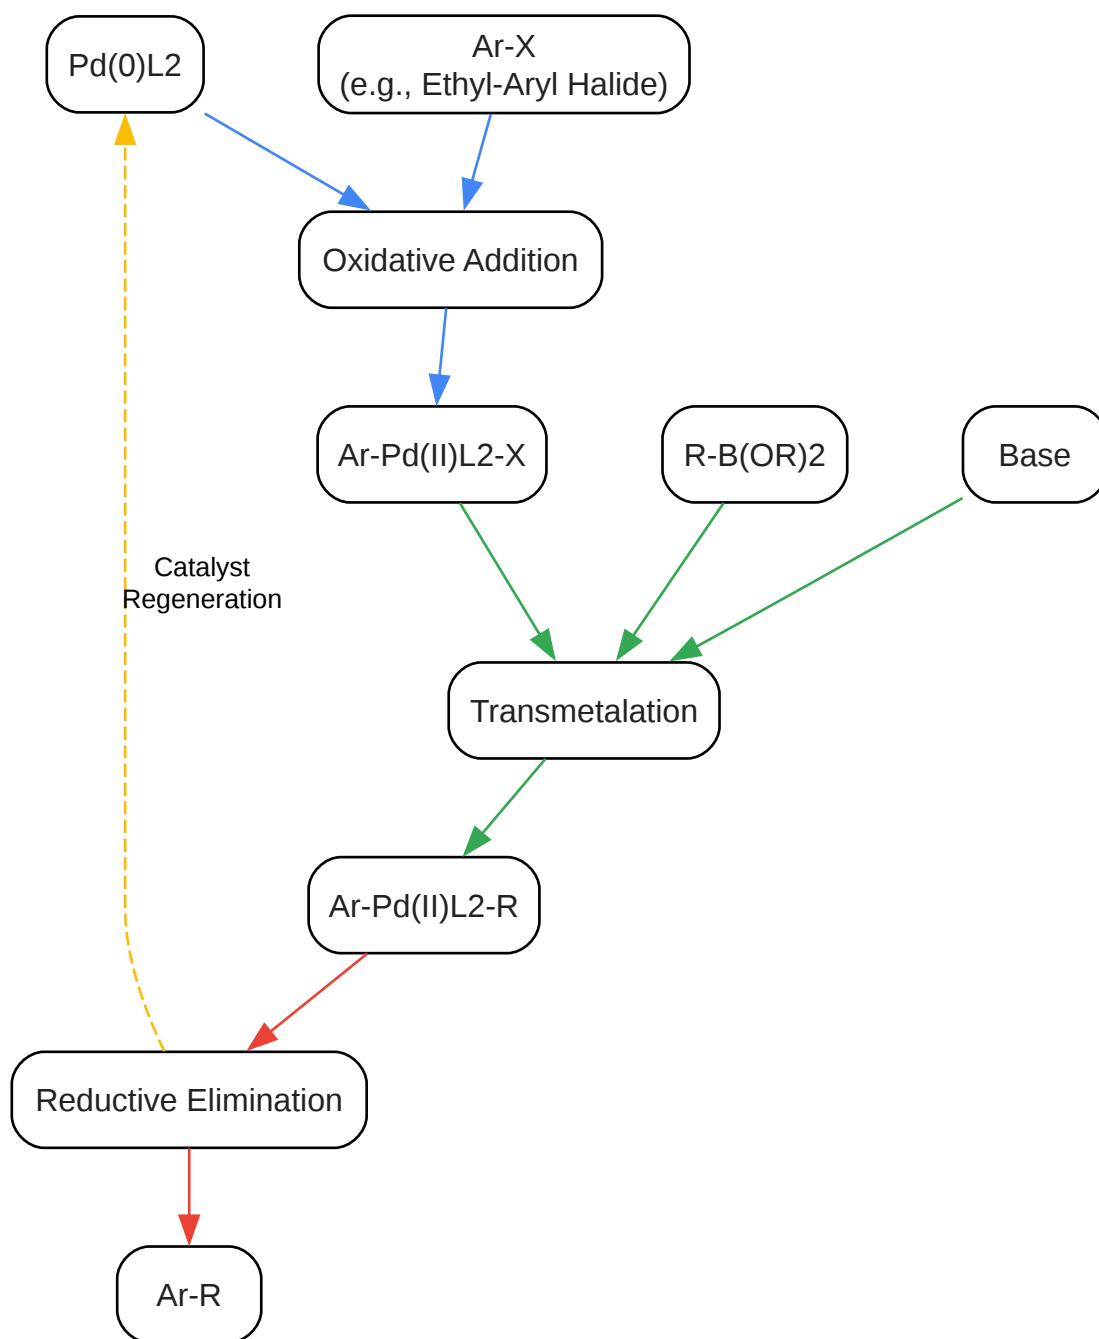 Pd(0)L2
Ar-X
(e.g., Ethyl-Aryl Halide)
Oxidative Addition
Ar-Pd(II)L2-X
R-B(OR)2
Base
Catalyst
Regeneration
Transmetalation
Ar-Pd(II)L2-R
Reductive Elimination
Ar-R